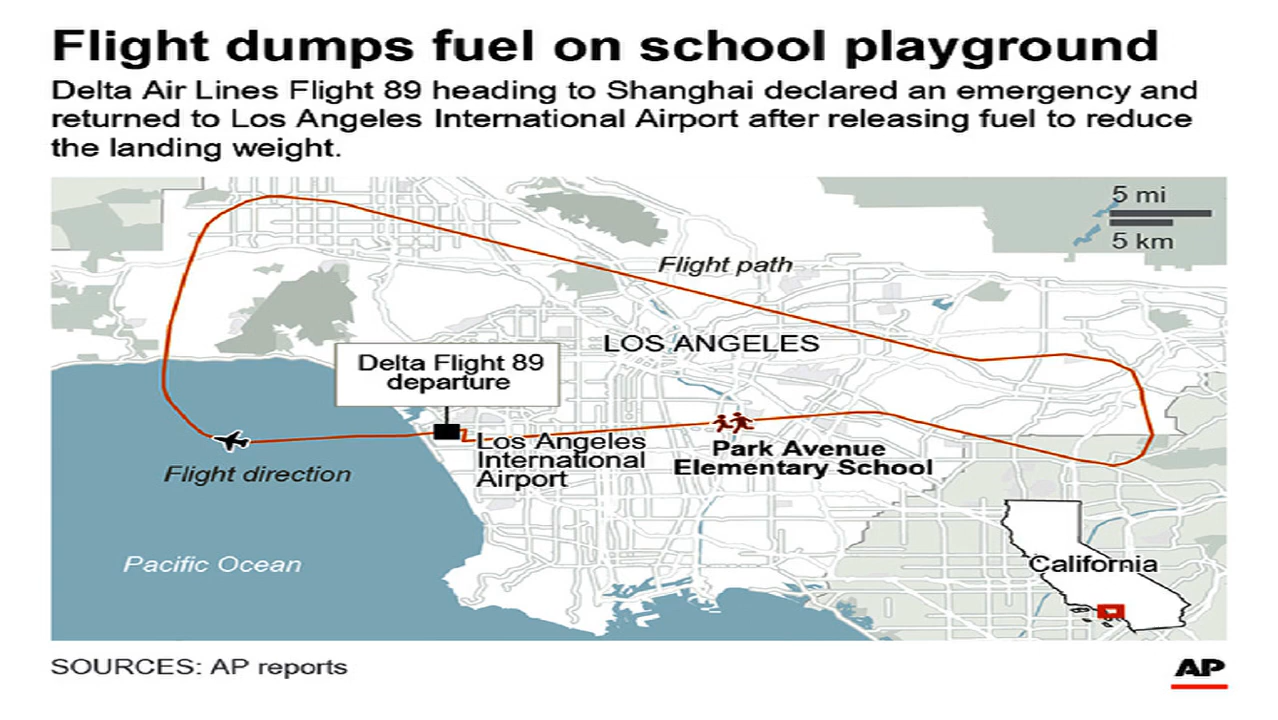 Flight dumps fuel on school playground
Delta Air Lines Flight 89 heading to Shanghai declared an emergency and
returned to Los Angeles International Airport after releasing fuel to reduce
the landing weight.
5 mi
5 km
Flight path
LOS ANGELES
Delta Flight 89
departure
Los Angeles
International
Airport
Park Avenue
Elementary School
Flight direction
Pacific Ocean
California
SOURCES: AP reports
AP